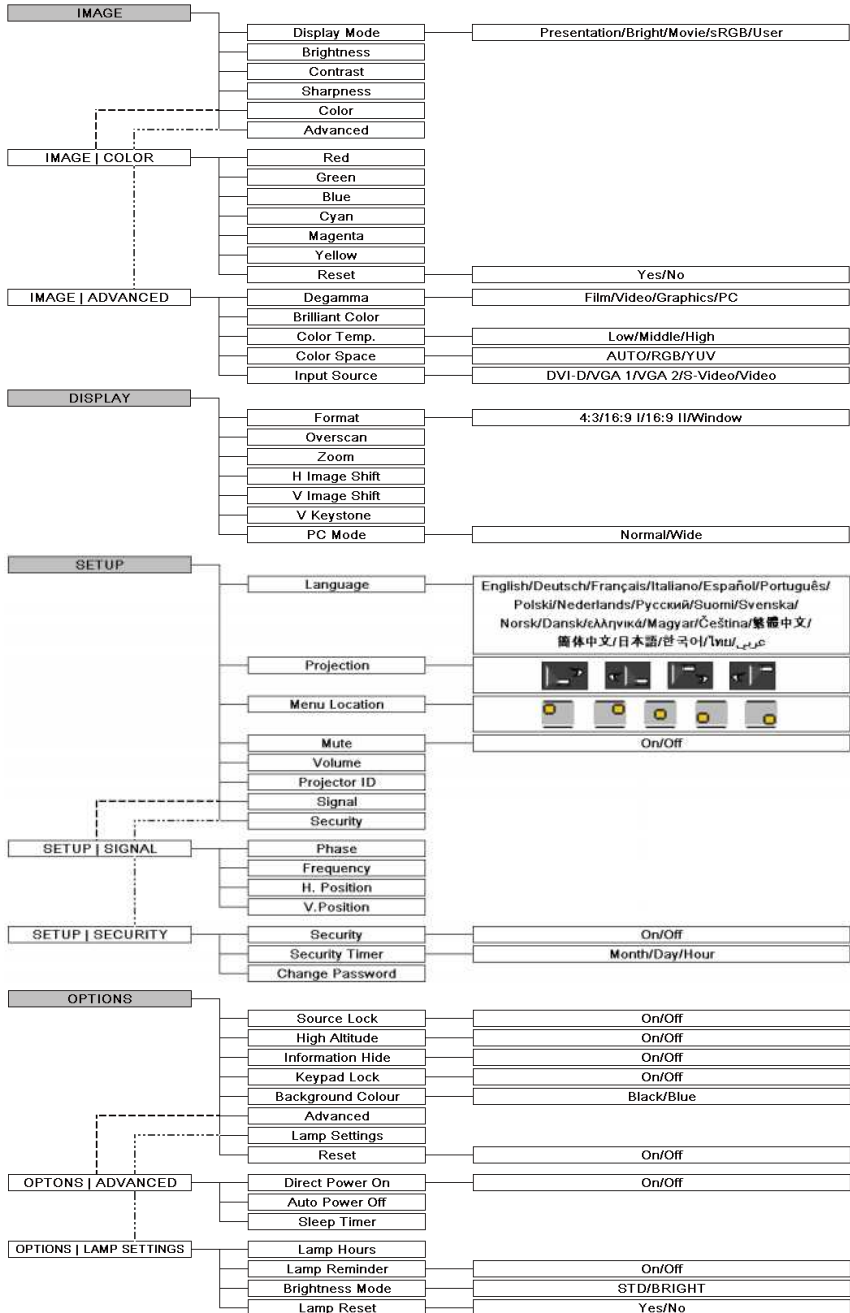 IMAGE
Display Mode Presentation/Bright/Movie/sRGB/User
Brightness
Contrast
Sharpness
Color
Advanced
IMAGE | COLOR Red
Green
Blue
Cyan
Magenta
Yellow
Reset Yes/No
IMAGE | ADVANCED Degamma Film/Video/Graphics/PC
Brilliant Color
Color Temp. Low/Middle/High
Color Space AUTO/RGB/YUV
Input Source DVI-D/VGA 1/VGA 2/S-Video/Video
DISPLAY
Format 4:3/16:9 I/16:9 II/Window
Overscan
Zoom
H Image Shift
V Image Shift
V Keystone
PC Mode Normal/Wide
SETUP
Language English/Deutsch/Français/Italiano/Español/Português/
Polski/Nederlands/Русский/Suomi/Svenska/
Norsk/Dansk/ελληνικά/Magyar/Čeština/繁體中文/
简体中文/日本語/한국어/ไทย/عربي
Projection
Menu Location
Mute On/Off
Volume
Projector ID
Signal
Security
SETUP | SIGNAL Phase
Frequency
H. Position
V.Position
SETUP | SECURITY Security On/Off
Security Timer Month/Day/Hour
Change Password
OPTIONS
Source Lock On/Off
High Altitude On/Off
Information Hide On/Off
Keypad Lock On/Off
Background Colour Black/Blue
Advanced
Lamp Settings
Reset On/Off
OPTONS | ADVANCED Direct Power On On/Off
Auto Power Off
Sleep Timer
OPTIONS | LAMP SETTINGS Lamp Hours
Lamp Reminder On/Off
Brightness Mode STD/BRIGHT
Lamp Reset Yes/No